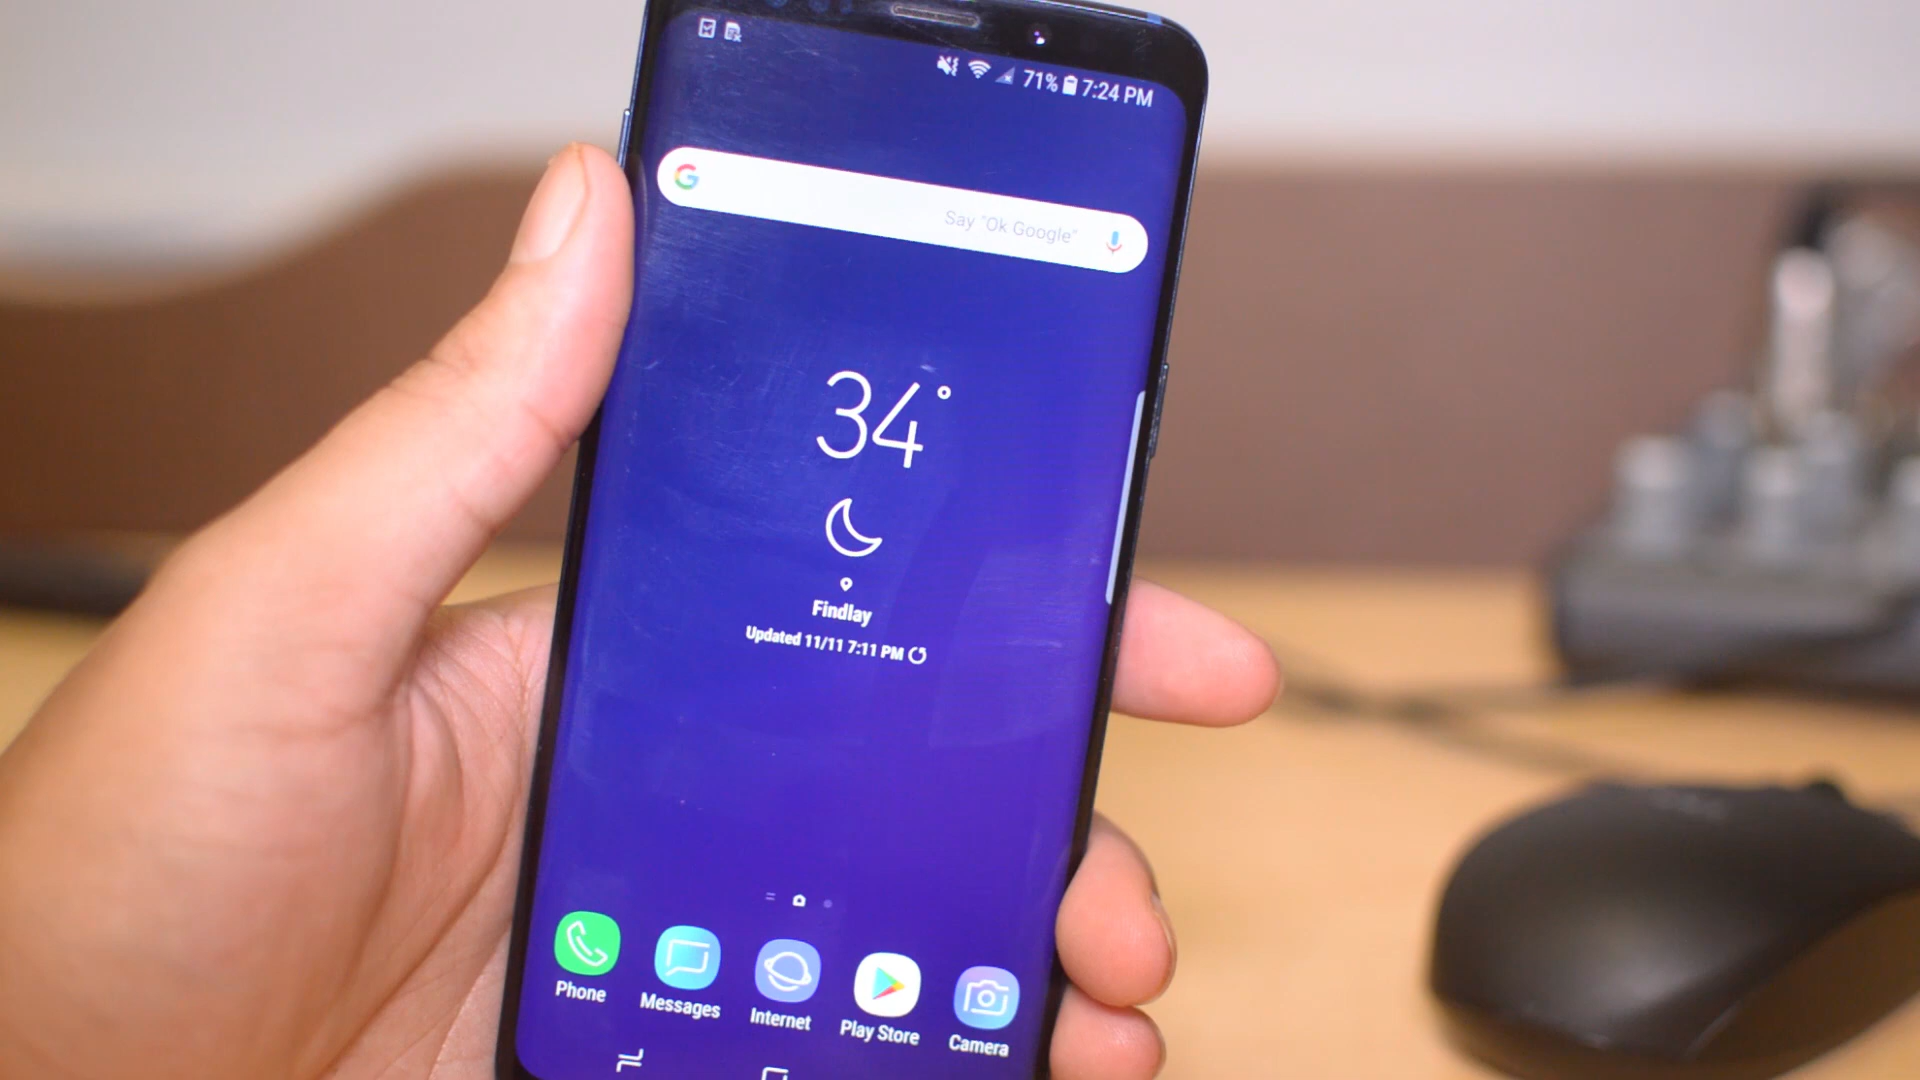 71% 7:24 PM
G
Say "Ok Google"
34°
Findlay
Updated 11/11 7:11 PM
Phone
Messages
Internet
Play Store
Camera